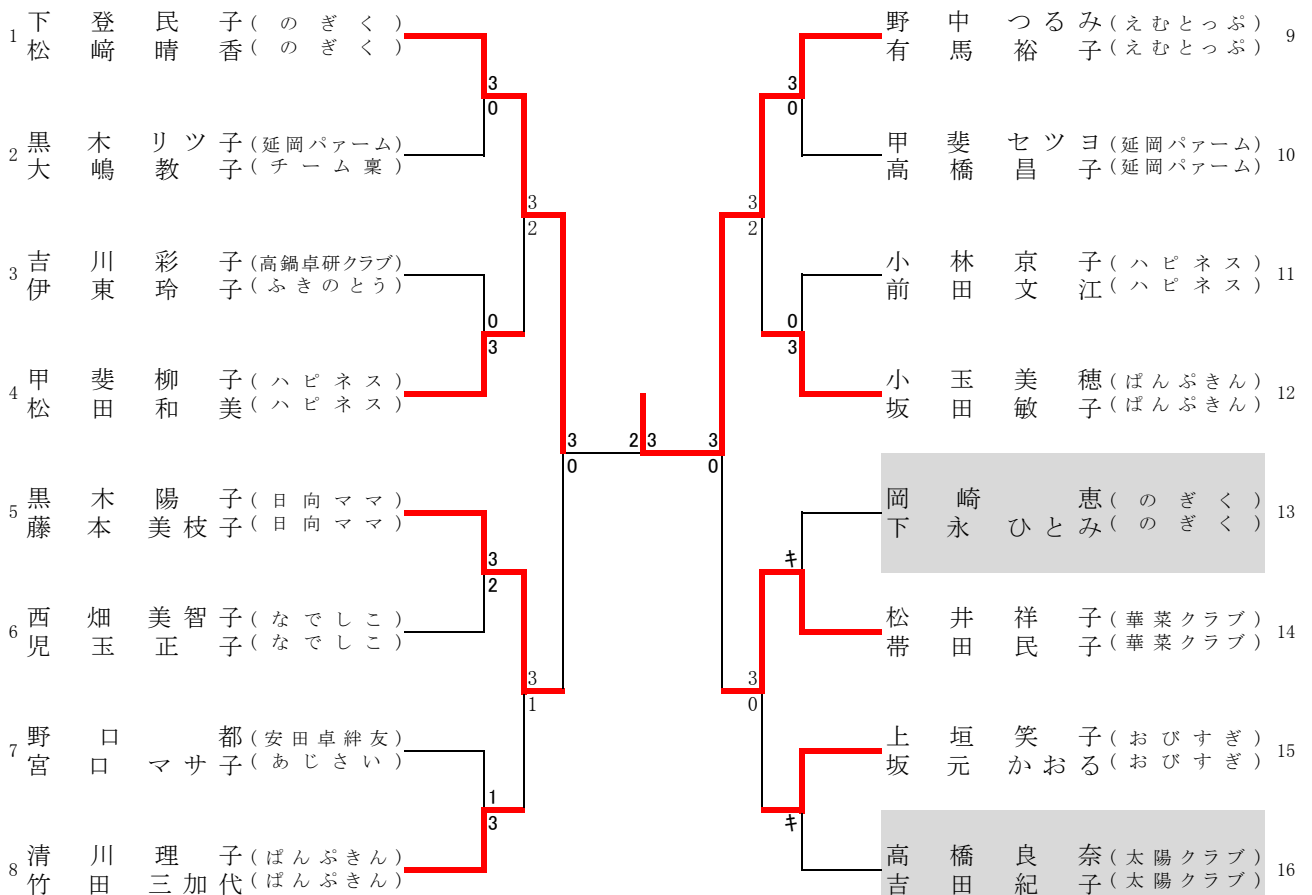 1 下登民子(のぎく)
松﨑晴香(のぎく)
3
0
2 黒木リツ子(延岡パァーム)
大嶋教子(チーム稟)
3
2
3 吉川彩子(高鍋卓研クラブ)
伊東玲子(ふきのとう)
0
3
4 甲斐柳子(ハピネス)
松田和美(ハピネス)
3
0
5 黒木陽子(日向ママ)
藤本美枝子(日向ママ)
3
2
6 西畑美智子(なでしこ)
児玉正子(なでしこ)
3
1
7 野口都(安田卓絆友)
宮口マサ子(あじさい)
1
3
8 清川理子(ぱんぷきん)
竹田三加代(ぱんぷきん)
2 3
野中つるみ(えむとっぷ) 9
有馬裕子(えむとっぷ)
3
0
甲斐セツヨ(延岡パァーム) 10
高橋昌子(延岡パァーム)
3
2
小林京子(ハピネス) 11
前田文江(ハピネス)
0
3
小玉美穂(ぱんぷきん) 12
坂田敏子(ぱんぷきん)
3
0
岡崎恵(のぎく) 13
下永ひとみ(のぎく)
キ
松井祥子(華菜クラブ) 14
帯田民子(華菜クラブ)
3
0
上垣笑子(おびすぎ) 15
坂元かおる(おびすぎ)
キ
高橋良奈(太陽クラブ) 16
吉田紀子(太陽クラブ)